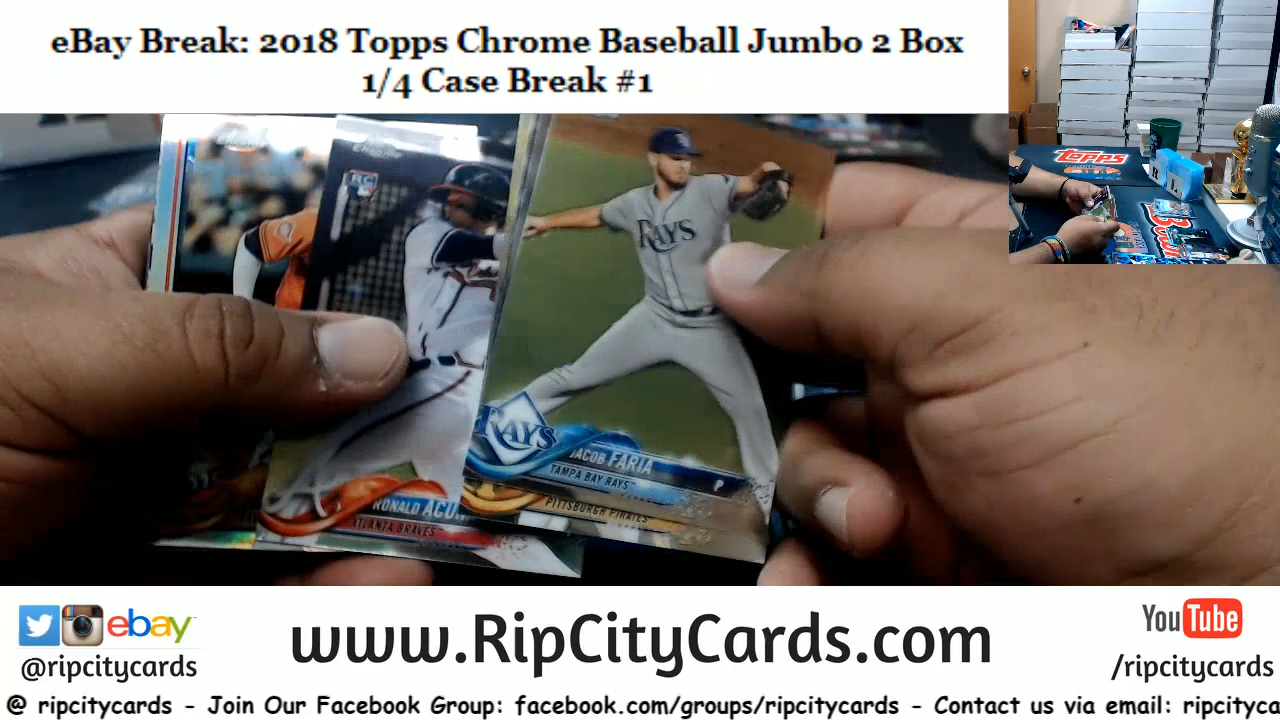 eBay Break: 2018 Topps Chrome Baseball Jumbo 2 Box
1/4 Case Break #1
topps
RC
RAYS
RAYS
JACOB FARIA
TAMPA BAY RAYS
P
PITTSBURGH PIRATES
RONALD ACU
ATLANTA BRAVES
ebay
@ripcitycards
www.RipCityCards.com
YouTube
/ripcitycards
@ ripcitycards - Join Our Facebook Group: facebook.com/groups/ripcitycards - Contact us via email: ripcityca